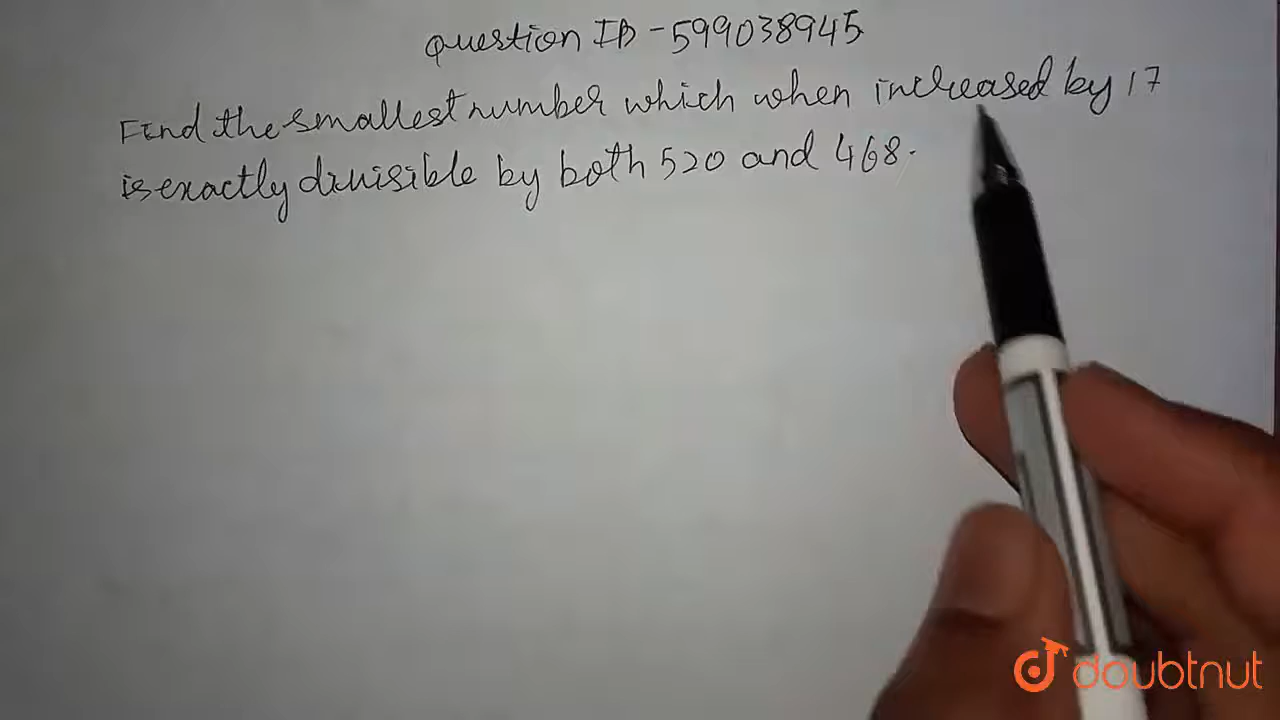 Question ID - 599038945
Find the smallest number which when increased by 17
is exactly divisible by both 520 and 468.
doubtnut